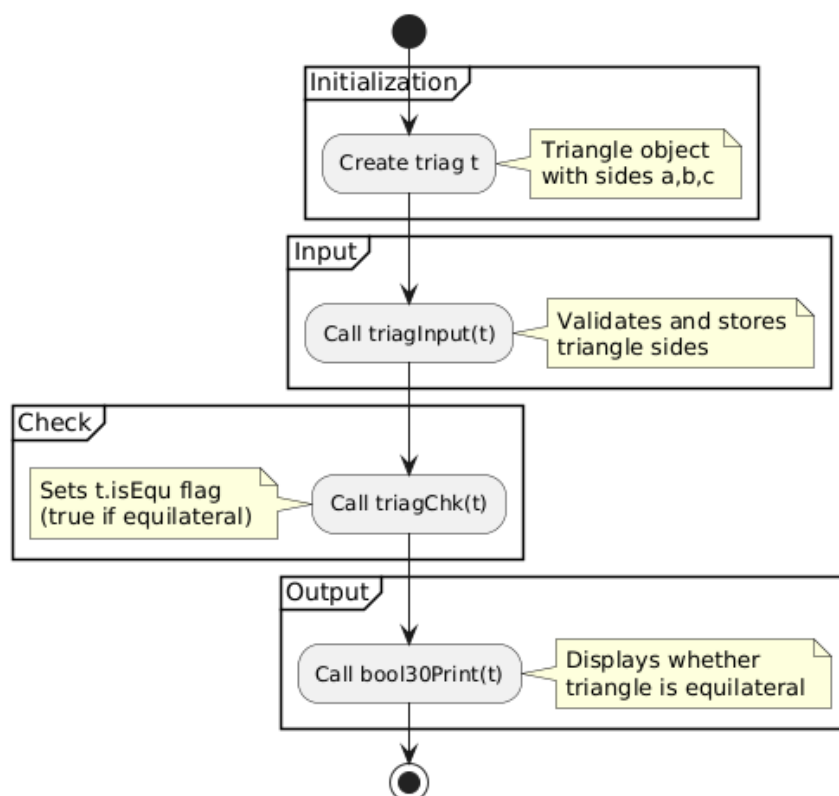 Initialization
Create triag t
Triangle object
with sides a,b,c
Input
Call triagInput(t)
Validates and stores
triangle sides
Check
Sets t.isEqu flag
(true if equilateral)
Call triagChk(t)
Output
Call bool30Print(t)
Displays whether
triangle is equilateral